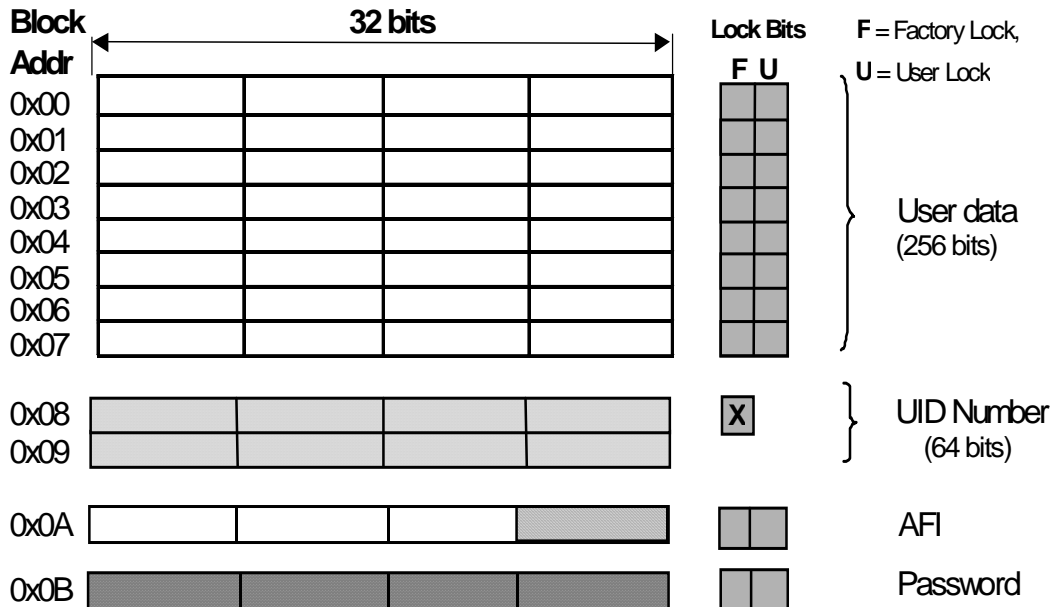 Block 32 bits Lock Bits F = Factory Lock,
Addr F U U = User Lock
0x00
0x01
0x02
0x03 User data
0x04 (256 bits)
0x05
0x06
0x07
0x08 X UID Number
0x09 (64 bits)
0x0A AFI
0x0B Password